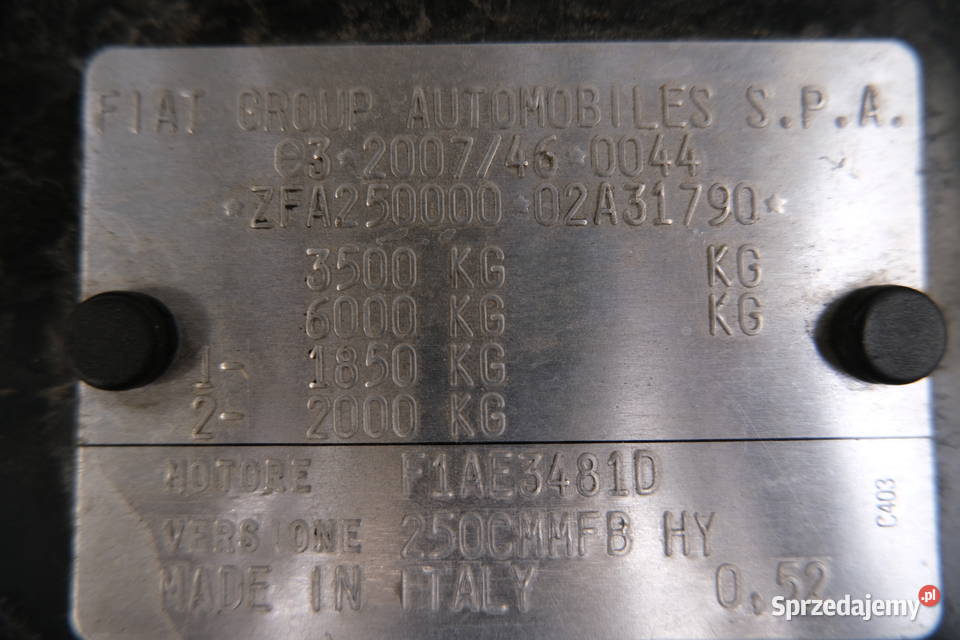 FIAT GROUP AUTOMOBILES S.P.A.
e3*2007/46*0044
*ZFA250000 02A31790*
3500 KG KG
6000 KG KG
1- 1850 KG
2- 2000 KG
MOTORE F1AE3481D
VERSIONE 250CMMFB HY
MADE IN ITALY 0.52
C403
Sprzedajemy.pl